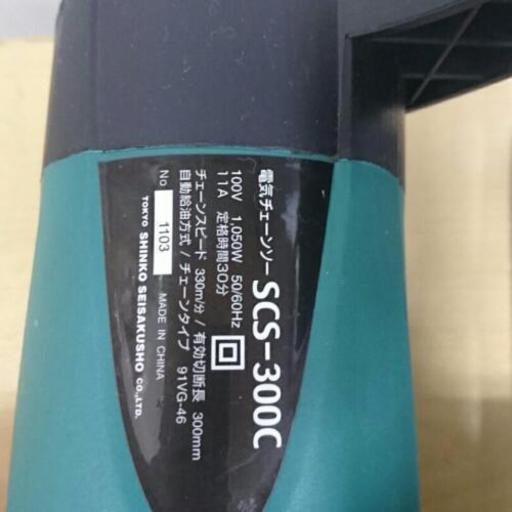 電気チェーンソー SCS-300C
100V 1,050W 50/60Hz
11A 定格時間30分
チェーンスピード 330m/分 / 有効切断長 300mm
自動給油方式 / チェーンタイプ 91VG-46
No 1103 MADE IN CHINA
TOKYO SHINKO SEISAKUSHO CO.,LTD.